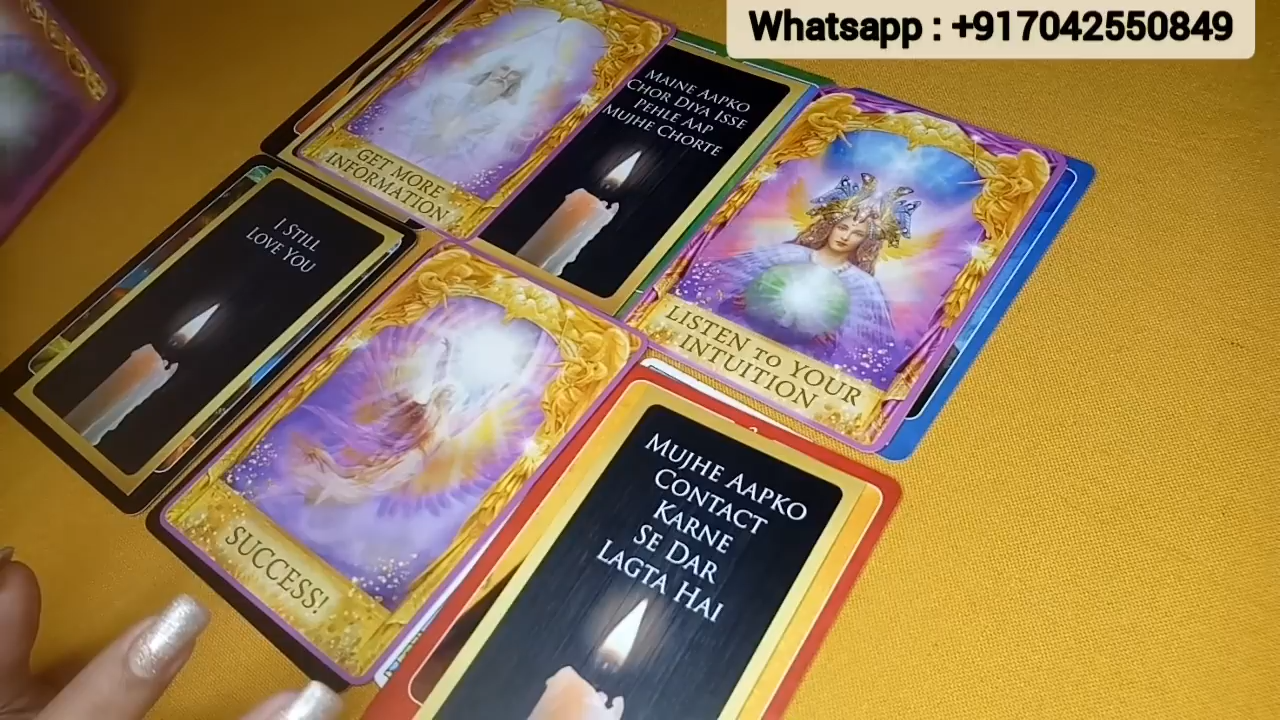 Whatsapp : +917042550849
GET MORE
INFORMATION
MAINE AAPKO
CHOR DIYA ISSE
PEHLE AAP
MUJHE CHORTE
LISTEN TO YOUR
INTUITION
I STILL
LOVE YOU
SUCCESS!
MUJHE AAPKO
CONTACT
KARNE
SE DAR
LAGTA HAI